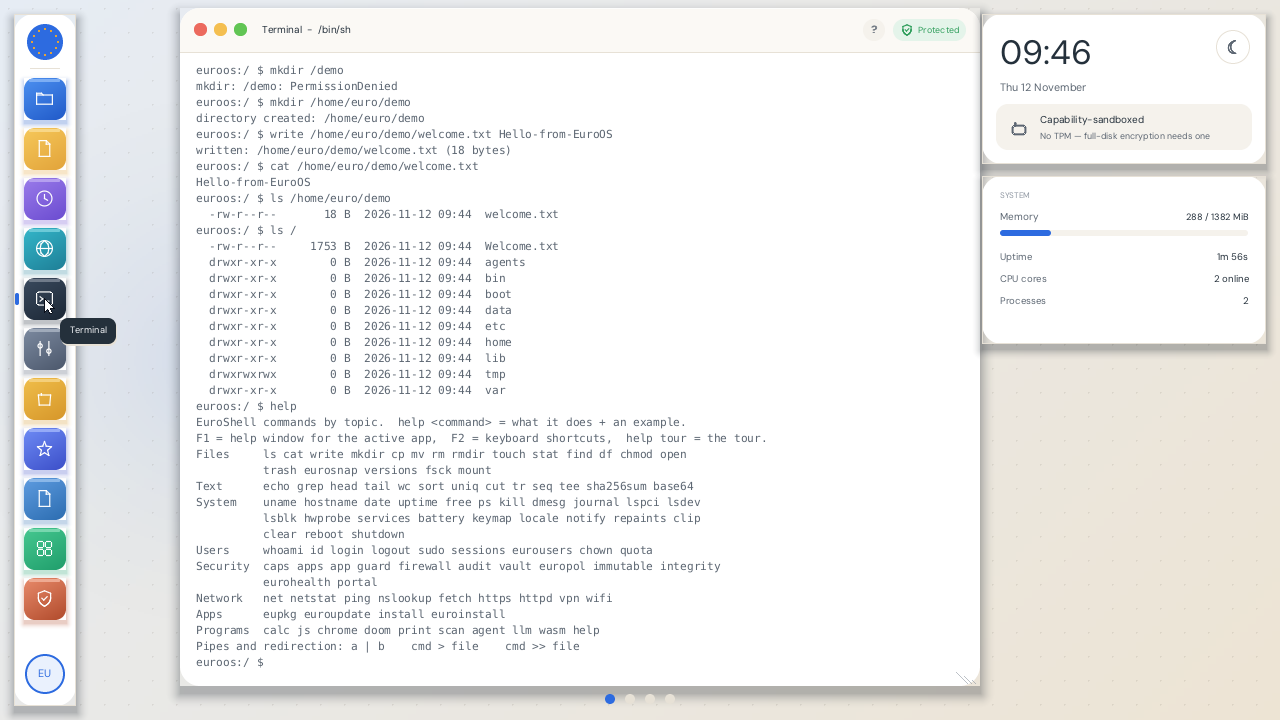 Terminal - /bin/sh
?
Protected
euroos:/ $ mkdir /demo
mkdir: /demo: PermissionDenied
euroos:/ $ mkdir /home/euro/demo
directory created: /home/euro/demo
euroos:/ $ write /home/euro/demo/welcome.txt Hello-from-EuroOS
written: /home/euro/demo/welcome.txt (18 bytes)
euroos:/ $ cat /home/euro/demo/welcome.txt
Hello-from-EuroOS
euroos:/ $ ls /home/euro/demo
-rw-r--r-- 18 B 2026-11-12 09:44 welcome.txt
euroos:/ $ ls /
-rw-r--r-- 1753 B 2026-11-12 09:44 Welcome.txt
drwxr-xr-x 0 B 2026-11-12 09:44 agents
drwxr-xr-x 0 B 2026-11-12 09:44 bin
drwxr-xr-x 0 B 2026-11-12 09:44 boot
drwxr-xr-x 0 B 2026-11-12 09:44 data
drwxr-xr-x 0 B 2026-11-12 09:44 etc
drwxr-xr-x 0 B 2026-11-12 09:44 home
drwxr-xr-x 0 B 2026-11-12 09:44 lib
drwxrwxrwx 0 B 2026-11-12 09:44 tmp
drwxr-xr-x 0 B 2026-11-12 09:44 var
euroos:/ $ help
EuroShell commands by topic. help <command> = what it does + an example.
F1 = help window for the active app, F2 = keyboard shortcuts, help tour = the tour.
Files ls cat write mkdir cp mv rm rmdir touch stat find df chmod open
trash eurosnap versions fsck mount
Text echo grep head tail wc sort uniq cut tr seq tee sha256sum base64
System uname hostname date uptime free ps kill dmesg journal lspci lsdev
lsblk hwprobe services battery keymap locale notify repaints clip
clear reboot shutdown
Users whoami id login logout sudo sessions eurousers chown quota
Security caps apps app guard firewall audit vault europol immutable integrity
eurohealth portal
Network net netstat ping nslookup fetch https httpd vpn wifi
Apps eupkg euroupdate install euroinstall
Programs calc js chrome doom print scan agent llm wasm help
Pipes and redirection: a | b cmd > file cmd >> file
euroos:/ $
Terminal
EU
09:46
Thu 12 November
Capability-sandboxed
No TPM — full-disk encryption needs one
SYSTEM
Memory 288 / 1382 MiB
Uptime 1m 56s
CPU cores 2 online
Processes 2